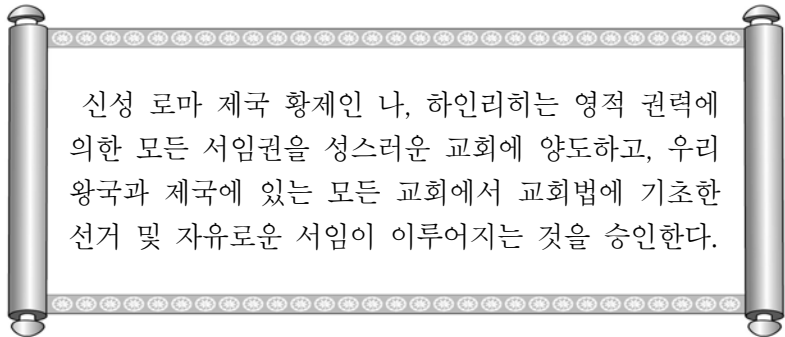 신성 로마 제국 황제인 나, 하인리히는 영적 권력에
의한 모든 서임권을 성스러운 교회에 양도하고, 우리
왕국과 제국에 있는 모든 교회에서 교회법에 기초한
선거 및 자유로운 서임이 이루어지는 것을 승인한다.